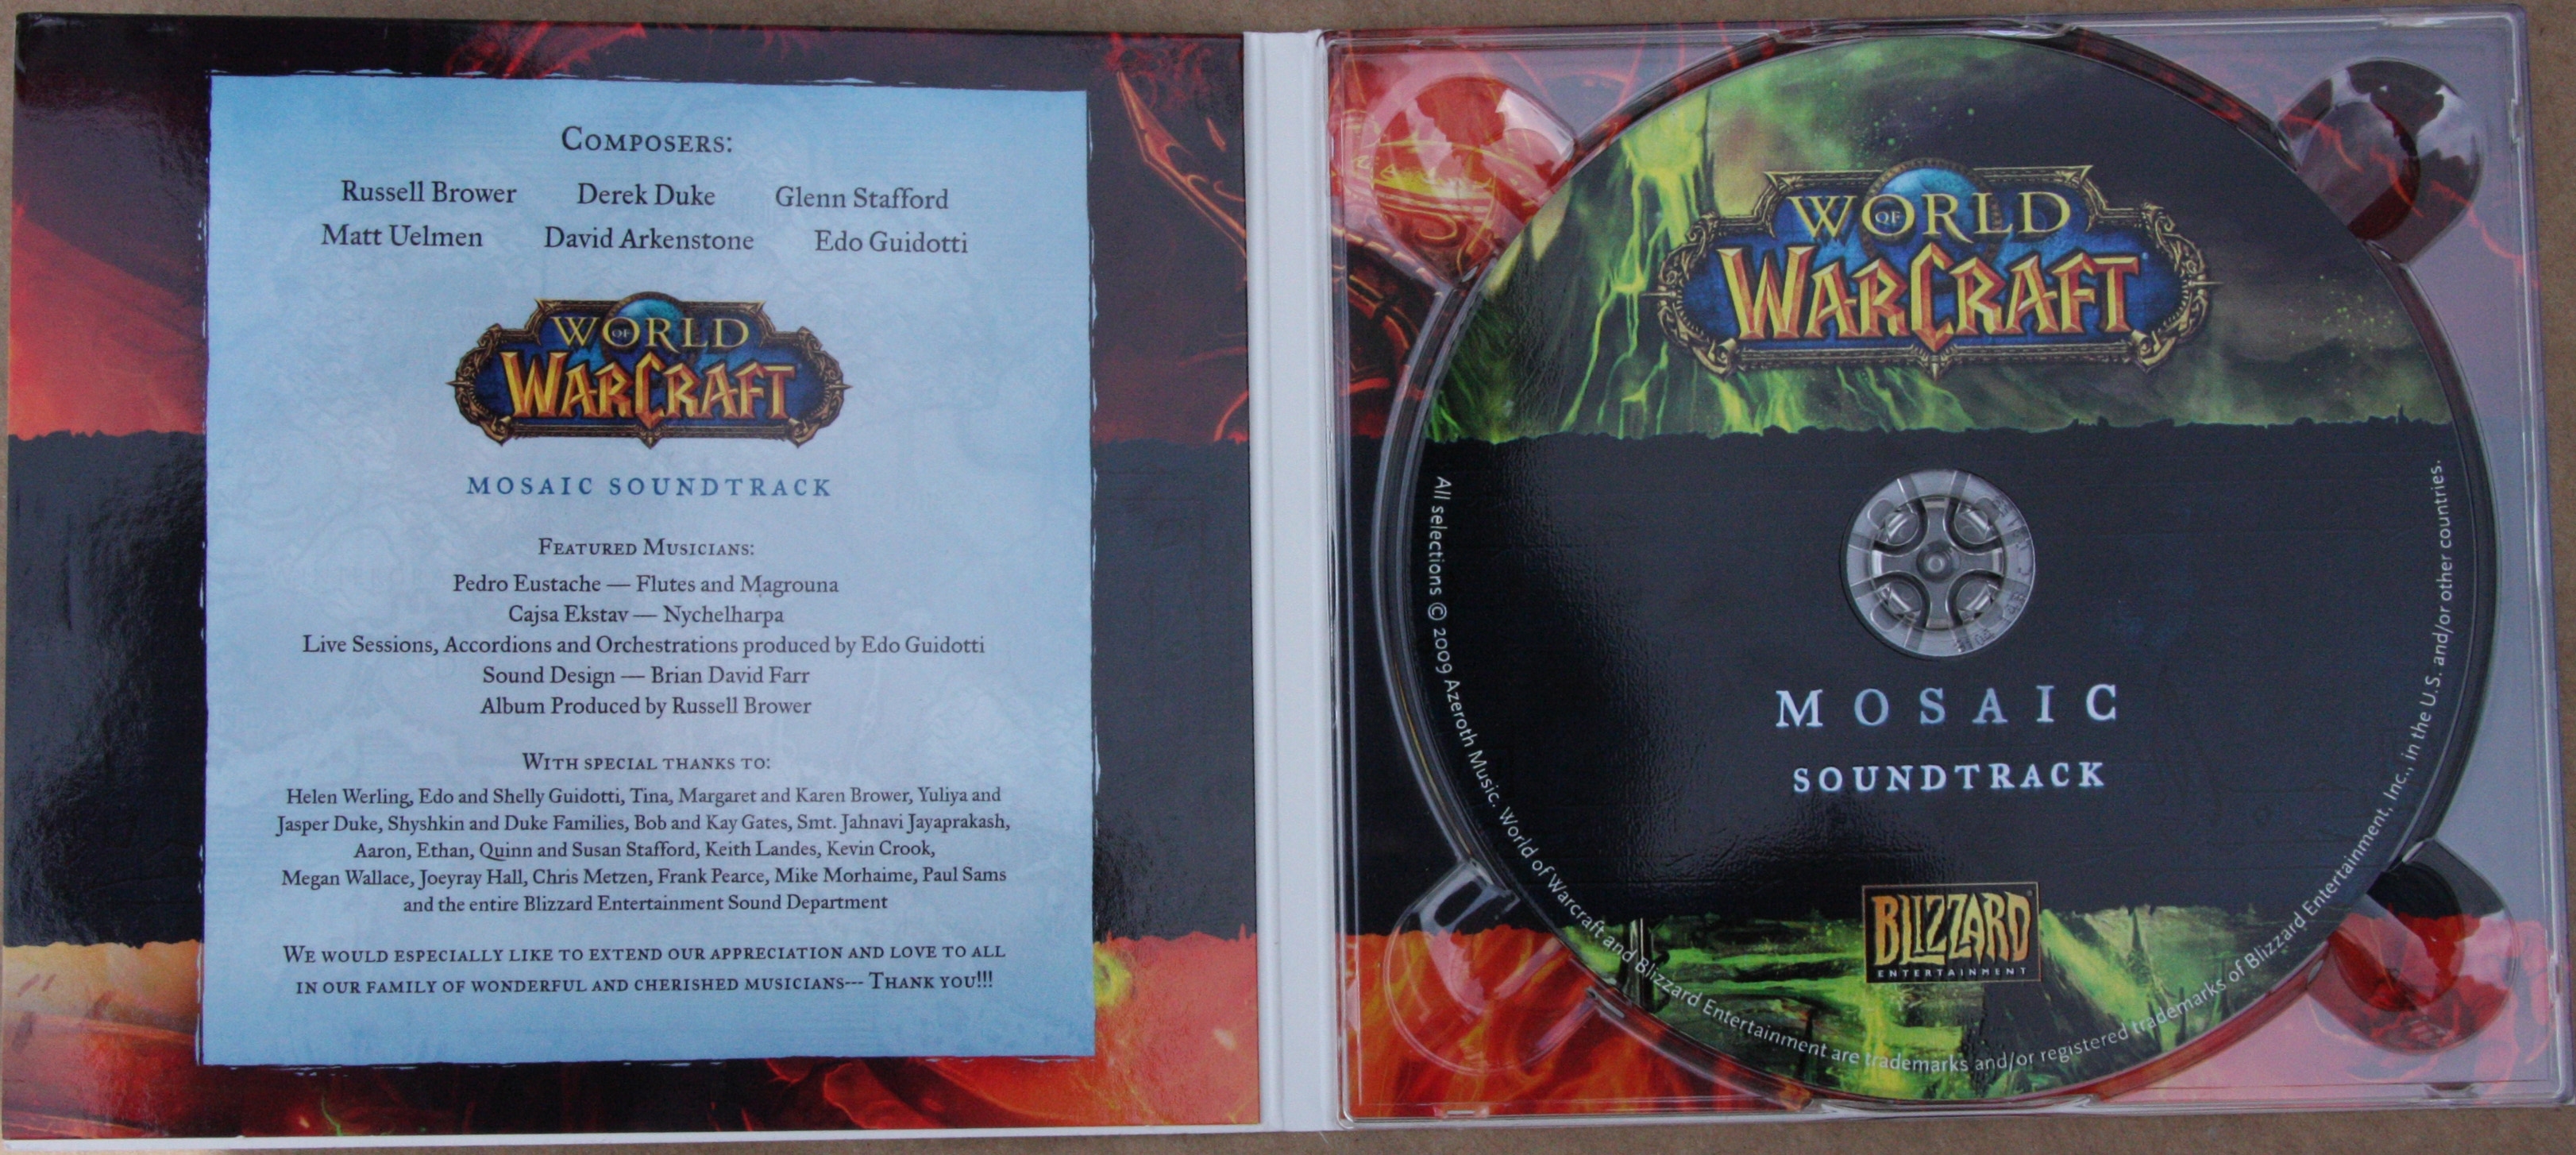 COMPOSERS:
Russell Brower Derek Duke Glenn Stafford
Matt Uelmen David Arkenstone Edo Guidotti
WORLD OF WARCRAFT
MOSAIC SOUNDTRACK
FEATURED MUSICIANS:
Pedro Eustache — Flutes and Magrouna
Cajsa Ekstav — Nychelharpa
Live Sessions, Accordions and Orchestrations produced by Edo Guidotti
Sound Design — Brian David Farr
Album Produced by Russell Brower
WITH SPECIAL THANKS TO:
Helen Werling, Edo and Shelly Guidotti, Tina, Margaret and Karen Brower, Yuliya and
Jasper Duke, Shyshkin and Duke Families, Bob and Kay Gates, Smt. Jahnavi Jayaprakash,
Aaron, Ethan, Quinn and Susan Stafford, Keith Landes, Kevin Crook,
Megan Wallace, Joeyray Hall, Chris Metzen, Frank Pearce, Mike Morhaime, Paul Sams
and the entire Blizzard Entertainment Sound Department
WE WOULD ESPECIALLY LIKE TO EXTEND OUR APPRECIATION AND LOVE TO ALL
IN OUR FAMILY OF WONDERFUL AND CHERISHED MUSICIANS--- THANK YOU!!!
WORLD OF WARCRAFT
MOSAIC
SOUNDTRACK
BLIZZARD
ENTERTAINMENT
All selections © 2009 Azeroth Music. World of Warcraft and Blizzard Entertainment are trademarks and/or registered trademarks of Blizzard Entertainment, Inc., in the U.S. and/or other countries.